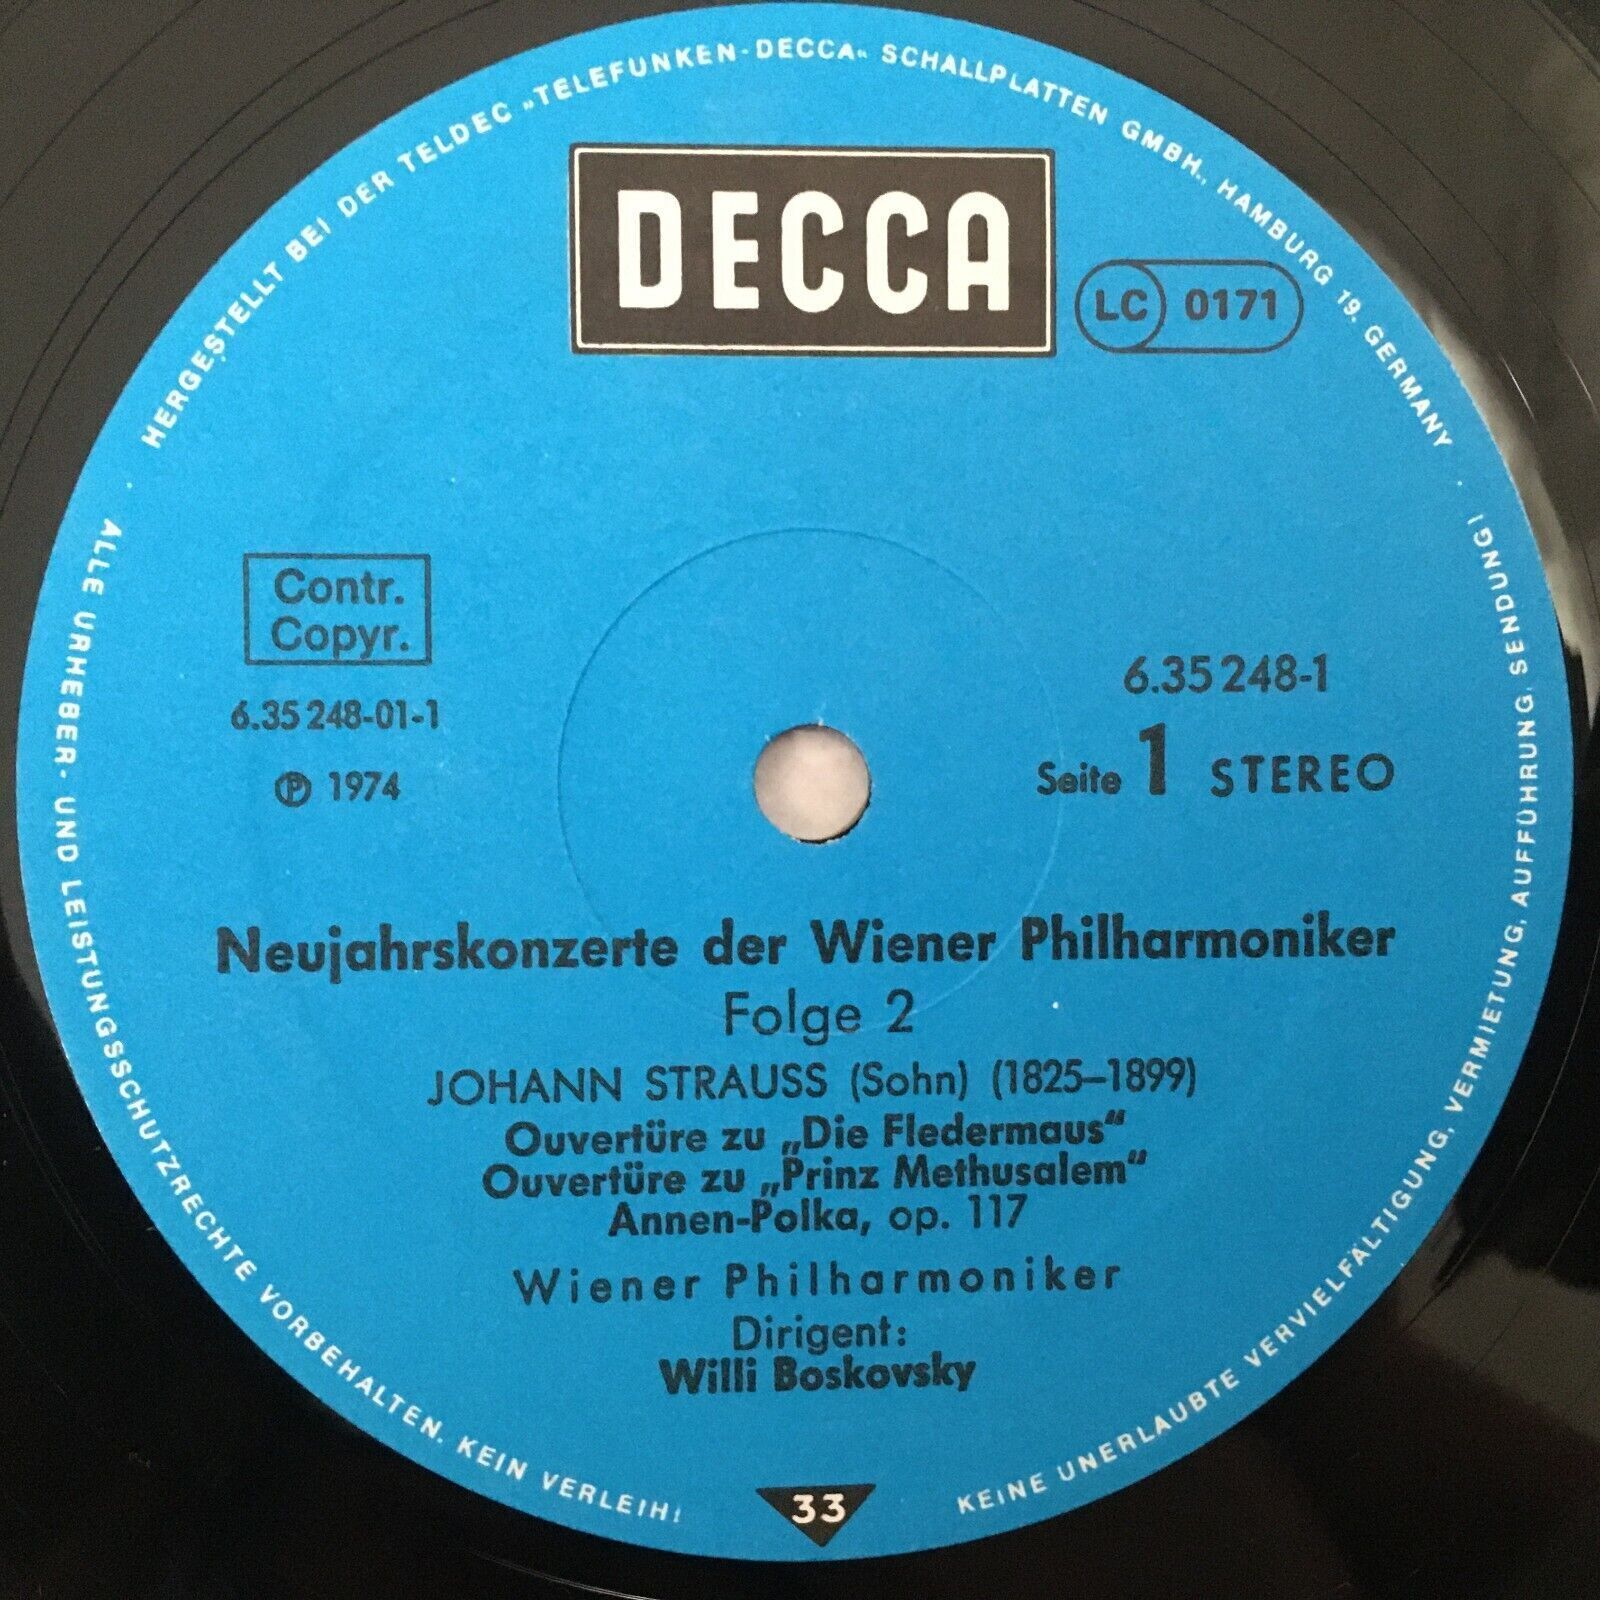 HERGESTELLT BEI DER TELDEC „TELEFUNKEN-DECCA“ SCHALLPLATTEN GMBH., HAMBURG 19. GERMANY
DECCA
LC 0171
Contr.
Copyr.
6.35 248-01-1
℗ 1974
6.35 248-1
Seite 1 STEREO
Neujahrskonzerte der Wiener Philharmoniker
Folge 2
JOHANN STRAUSS (Sohn) (1825–1899)
Ouvertüre zu „Die Fledermaus“
Ouvertüre zu „Prinz Methusalem“
Annen-Polka, op. 117
Wiener Philharmoniker
Dirigent:
Willi Boskovsky
33
ALLE URHEBER- UND LEISTUNGSSCHUTZRECHTE VORBEHALTEN. KEIN VERLEIH!
KEINE UNERLAUBTE VERVIELFÄLTIGUNG, VERMIETUNG, AUFFÜHRUNG, SENDUNG!